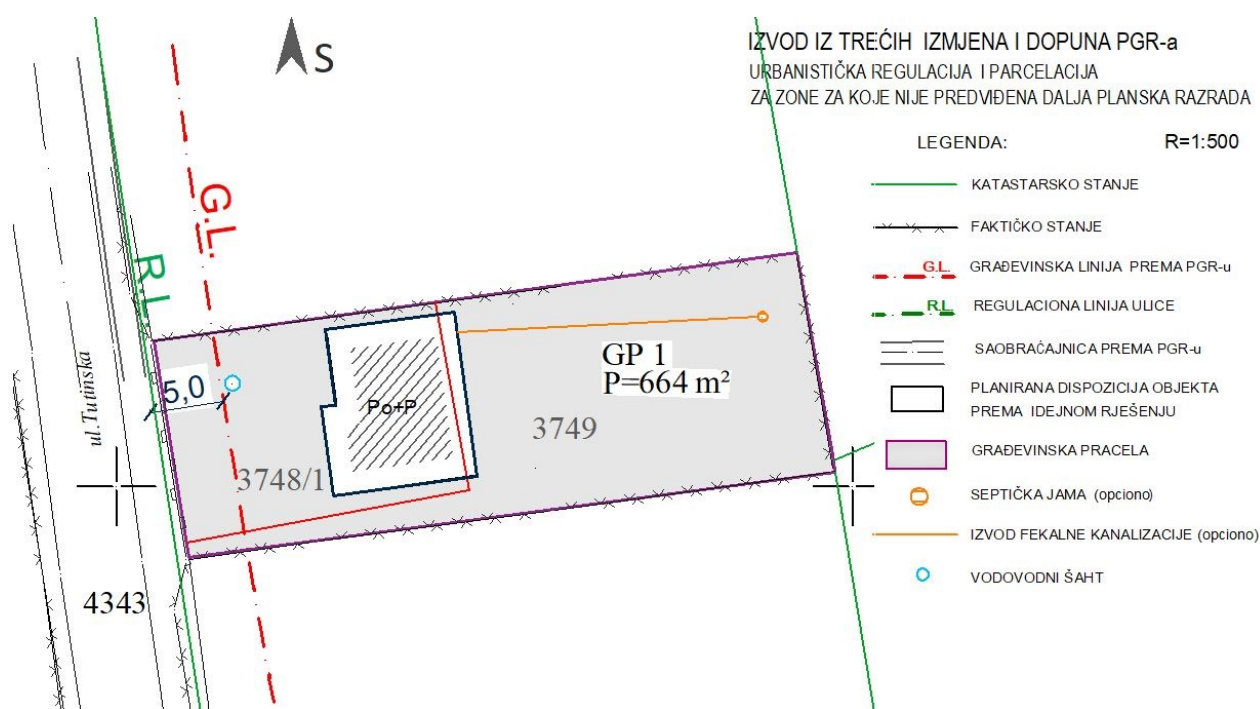 IZVOD IZ TREĆIH IZMJENA I DOPUNA PGR-a
URBANISTIČKA REGULACIJA I PARCELACIJA
ZA ZONE ZA KOJE NIJE PREDVIĐENA DALJA PLANSKA RAZRADA
LEGENDA: R=1:500
KATASTARSKO STANJE
FAKTIČKO STANJE
G.L. GRAĐEVINSKA LINIJA PREMA PGR-u
R.L. REGULACIONA LINIJA ULICE
SAOBRAĆAJNICA PREMA PGR-u
PLANIRANA DISPOZICIJA OBJEKTA
PREMA IDEJNOM RJEŠENJU
GRAĐEVINSKA PRACELA
SEPTIČKA JAMA (opciono)
IZVOD FEKALNE KANALIZACIJE (opciono)
VODOVODNI ŠAHT
S
G.L.
R.L.
ul.Tutinska
5,0
Po+P
GP 1
P=664 m²
3749
3748/1
4343